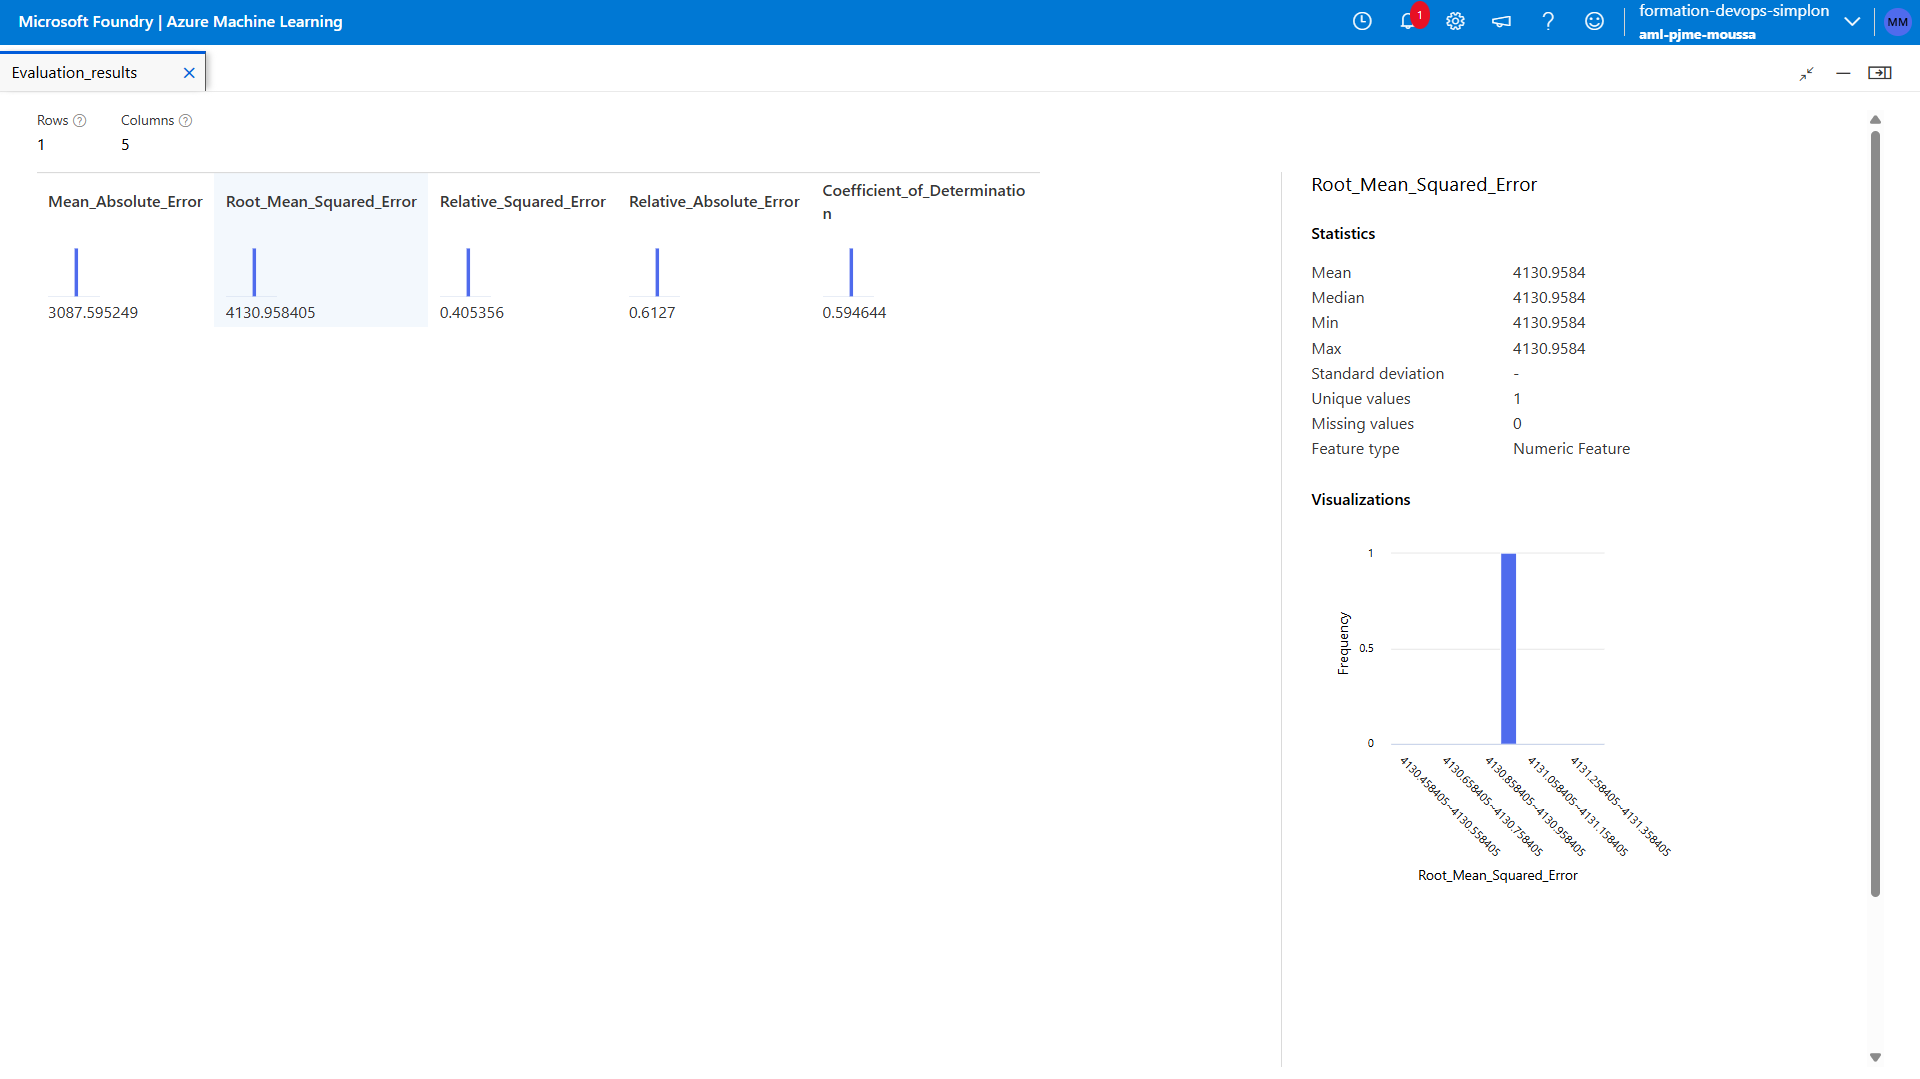 Microsoft Foundry | Azure Machine Learning
1
formation-devops-simplon
aml-pjme-moussa
MM
Evaluation_results
Rows
Columns
1
5
Mean_Absolute_Error
Root_Mean_Squared_Error
Relative_Squared_Error
Relative_Absolute_Error
Coefficient_of_Determinatio
n
3087.595249
4130.958405
0.405356
0.6127
0.594644
Root_Mean_Squared_Error
Statistics
Mean 4130.9584
Median 4130.9584
Min 4130.9584
Max 4130.9584
Standard deviation -
Unique values 1
Missing values 0
Feature type Numeric Feature
Visualizations
1
0.5
0
Frequency
4130.458405~4130.558405
4130.658405~4130.758405
4130.858405~4130.958405
4131.058405~4131.158405
4131.258405~4131.358405
Root_Mean_Squared_Error